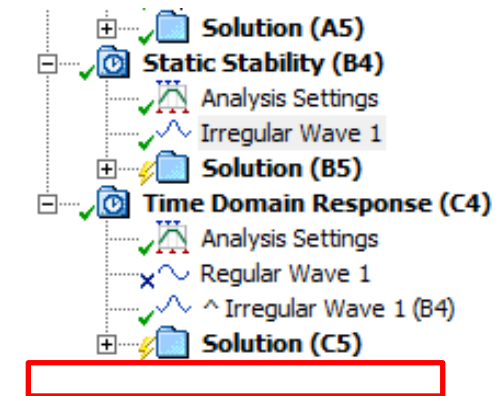 Solution (A5)
Static Stability (B4)
Analysis Settings
Irregular Wave 1
Solution (B5)
Time Domain Response (C4)
Analysis Settings
Regular Wave 1
^ Irregular Wave 1 (B4)
Solution (C5)